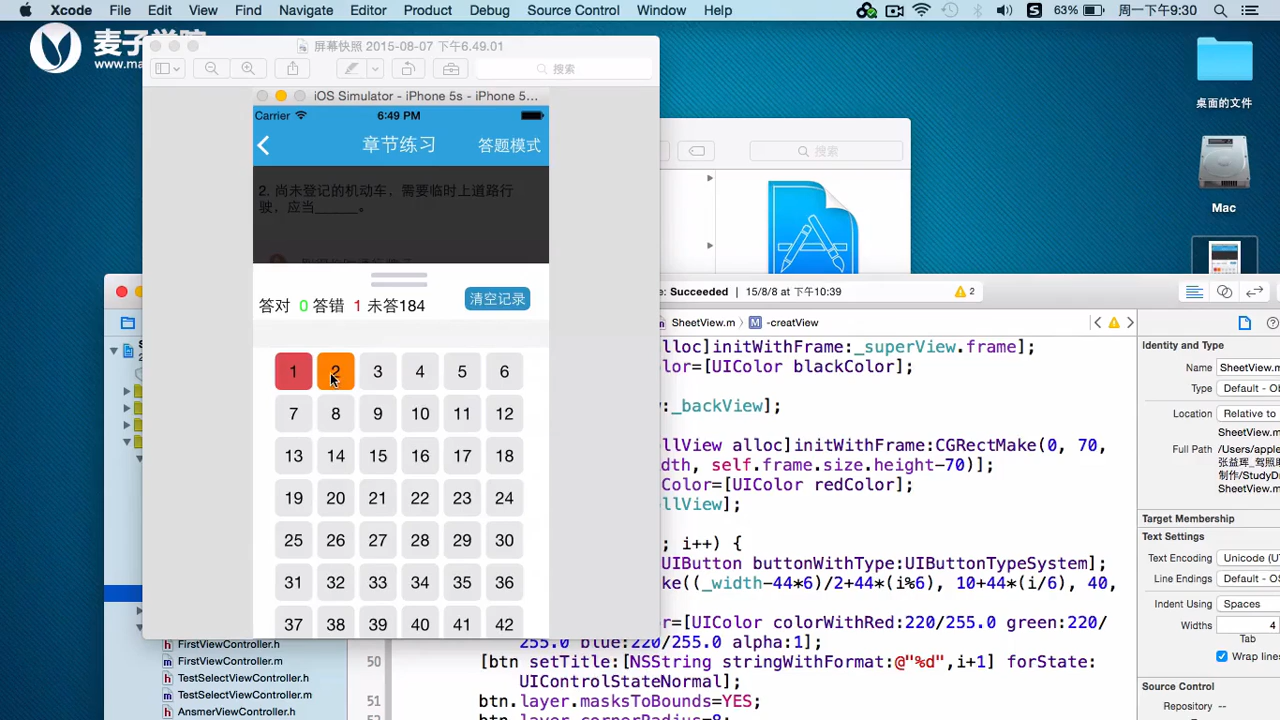 Xcode File Edit View Find Navigate Editor Product Debug Source Control Window Help 63% 周一下午9:30
麦子学院
屏幕快照 2015-08-07 下午6.49.01
搜索
iOS Simulator - iPhone 5s - iPhone 5...
Carrier 6:49 PM
章节练习 答题模式
2. 尚未登记的机动车，需要临时上道路行
驶，应当______。
答对 0 答错 1 未答184 清空记录
1 2 3 4 5 6
7 8 9 10 11 12
13 14 15 16 17 18
19 20 21 22 23 24
25 26 27 28 29 30
31 32 33 34 35 36
37 38 39 40 41 42
搜索
桌面的文件
Mac
Succeeded 15/8/8 at 下午10:39 2
SheetView.m -creatView
alloc]initWithFrame:_superView.frame];
[UIColor blackColor];
_backView];
alloc]initWithFrame:CGRectMake(0, 70,
self.frame.size.height-70)];
[UIColor redColor];
; i++) {
UIButton buttonWithType:UIButtonTypeSystem];
((_width-44*6)/2+44*(i%6), 10+44*(i/6), 40,
[UIColor colorWithRed:220/255.0 green:220/
255.0 blue:220/255.0 alpha:1];
50 [btn setTitle:[NSString stringWithFormat:@"%d",i+1] forState:
UIControlStateNormal];
51 btn.layer.masksToBounds=YES;
Identity and Type
Name SheetView.m
Type Default - Ob
Location Relative to
SheetView.m
Full Path /Users/apple
张益珲_驾照
制作/StudyD
SheetView.m
Target Membership
Text Settings
Text Encoding Unicode (U
Line Endings Default - OS
Indent Using Spaces
Widths 4
Tab
Wrap lines
Source Control
Repository --
FirstViewController.h
FirstViewController.m
TestSelectViewController.h
TestSelectViewController.m
AnsmerViewController.h